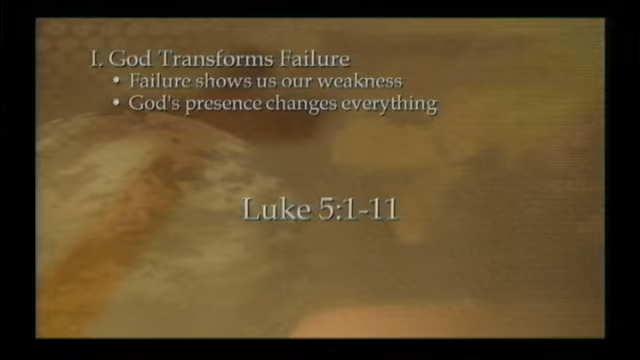 I. God Transforms Failure
• Failure shows us our weakness
• God's presence changes everything
Luke 5:1-11